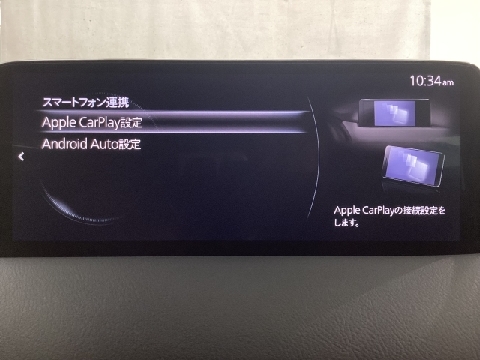 10:34am
スマートフォン連携
Apple CarPlay設定
Android Auto設定
Apple CarPlayの接続設定を
します。